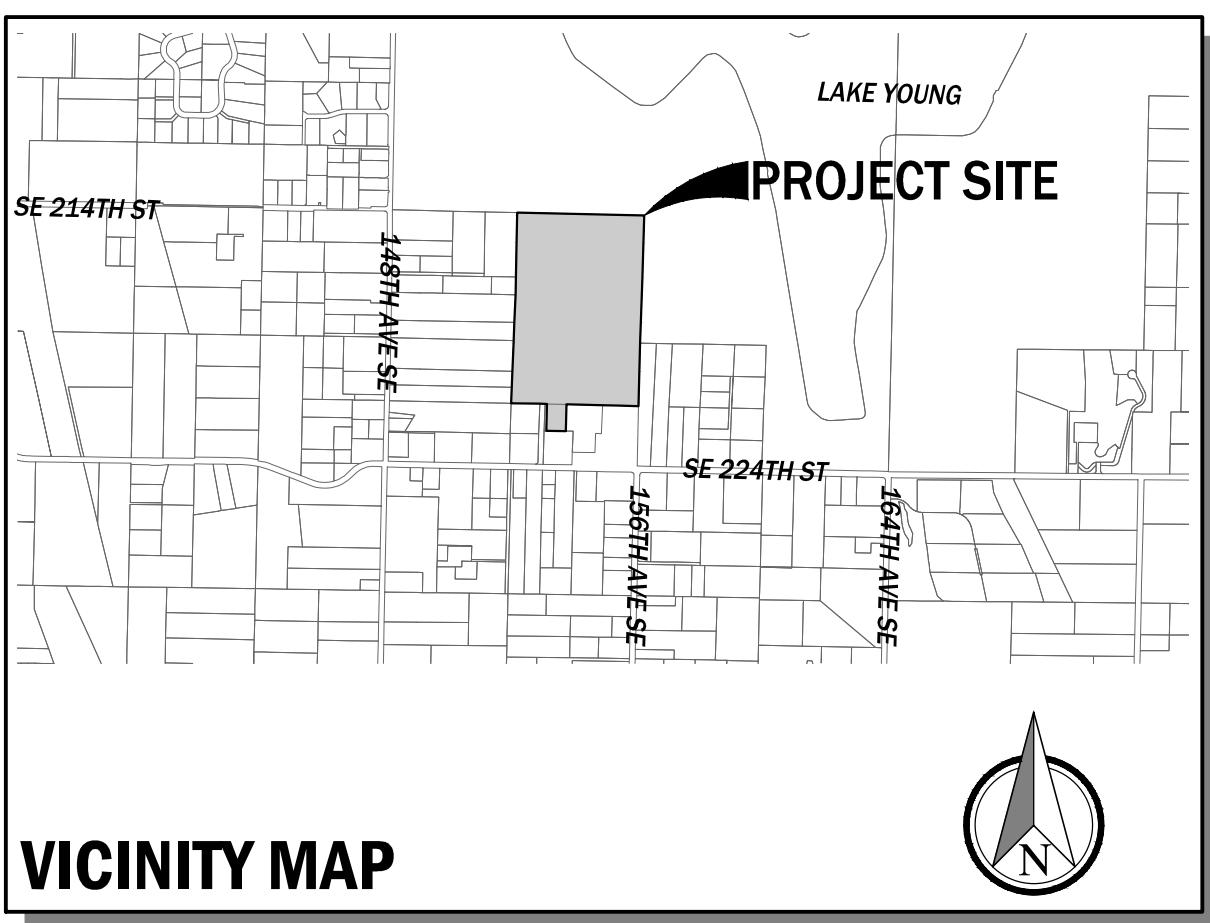 LAKE YOUNG
PROJECT SITE
SE 214TH ST
148TH AVE SE
SE 224TH ST
156TH AVE SE
164TH AVE SE
VICINITY MAP
N